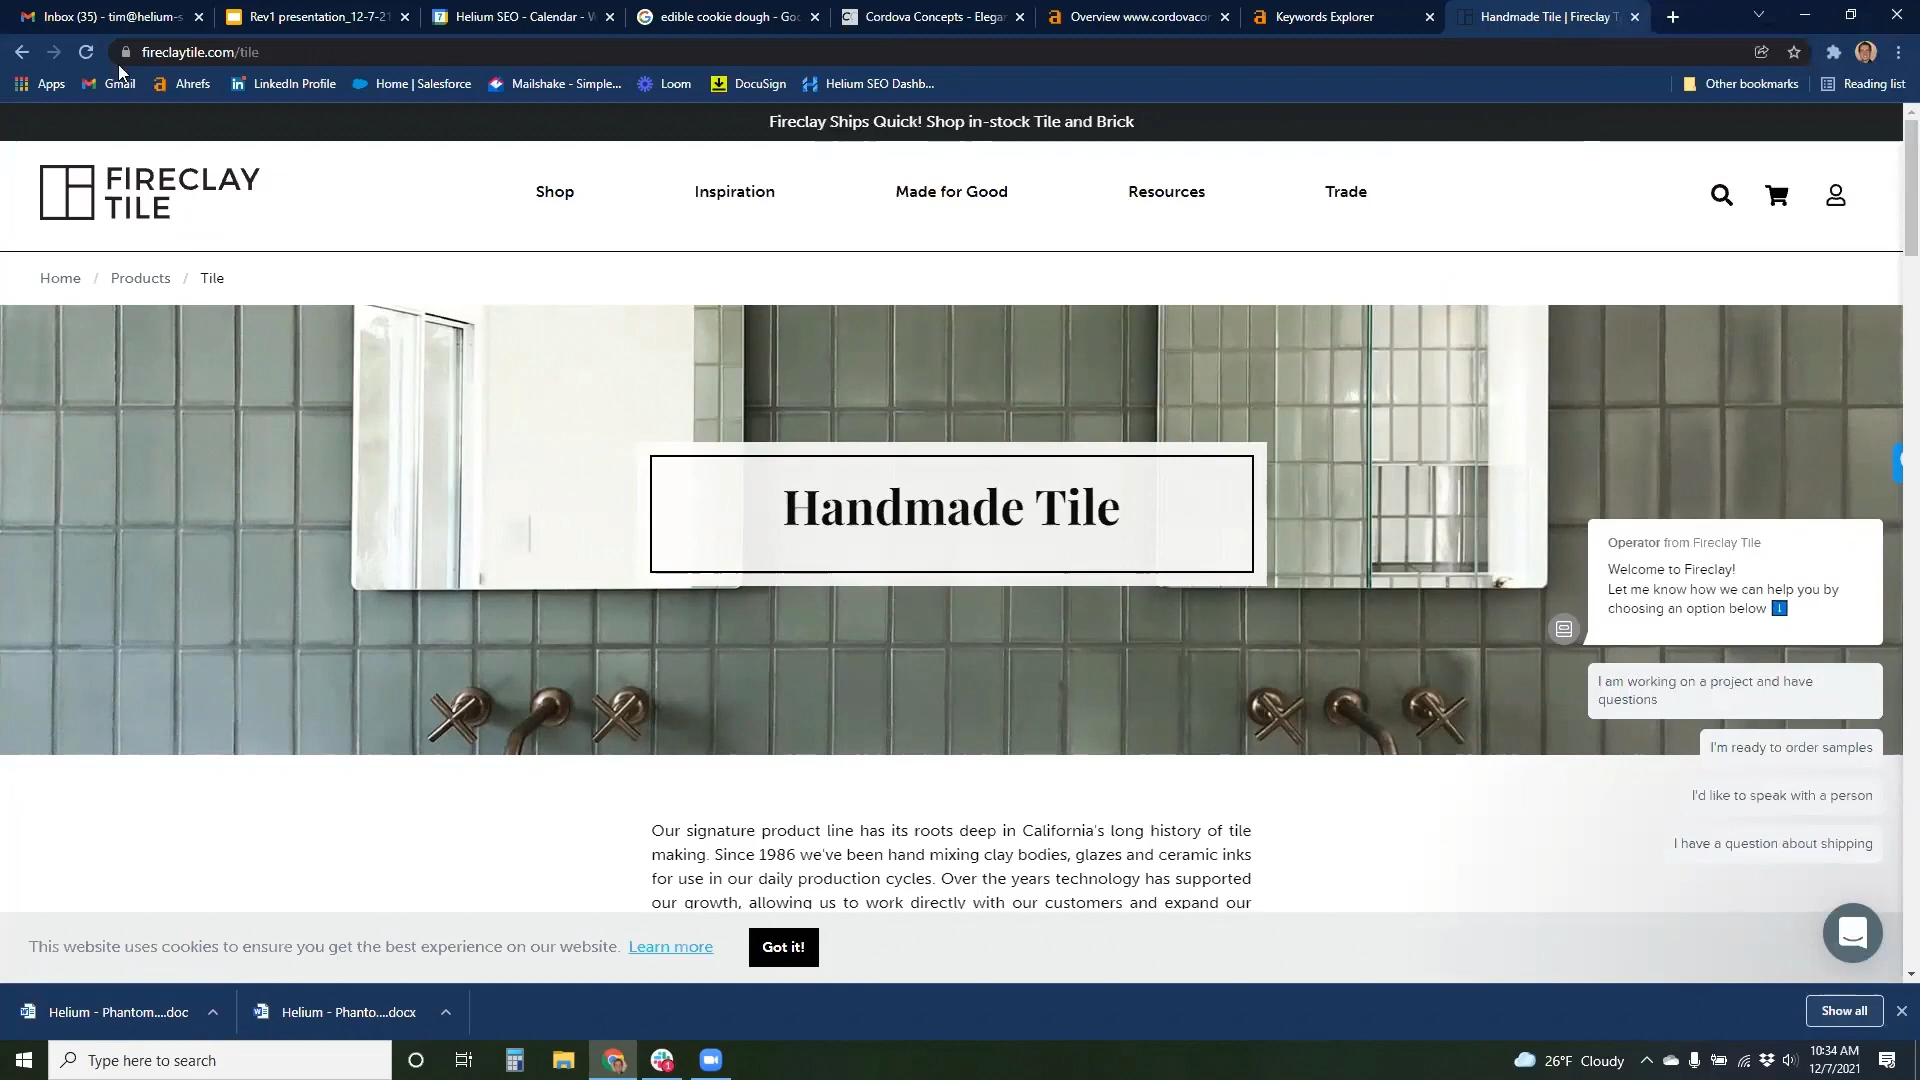 Inbox (35) - tim@helium-s
Rev1 presentation_12-7-21
Helium SEO - Calendar - W
edible cookie dough - Goo
Cordova Concepts - Elegan
Overview www.cordovacor
Keywords Explorer
Handmade Tile | Fireclay T
fireclaytile.com/tile
Apps
Gmail
Ahrefs
LinkedIn Profile
Home | Salesforce
Mailshake - Simple...
Loom
DocuSign
Helium SEO Dashb...
Other bookmarks
Reading list
Fireclay Ships Quick! Shop in-stock Tile and Brick
FIRECLAY
TILE
Shop
Inspiration
Made for Good
Resources
Trade
Home / Products / Tile
Handmade Tile
Operator from Fireclay Tile
Welcome to Fireclay!
Let me know how we can help you by
choosing an option below
I am working on a project and have
questions
I'm ready to order samples
I'd like to speak with a person
I have a question about shipping
Our signature product line has its roots deep in California's long history of tile
making. Since 1986 we've been hand mixing clay bodies, glazes and ceramic inks
for use in our daily production cycles. Over the years technology has supported
our growth, allowing us to work directly with our customers and expand our
This website uses cookies to ensure you get the best experience on our website. Learn more
Got it!
Helium - Phantom....doc
Helium - Phanto....docx
Show all
Type here to search
26°F Cloudy
10:34 AM
12/7/2021